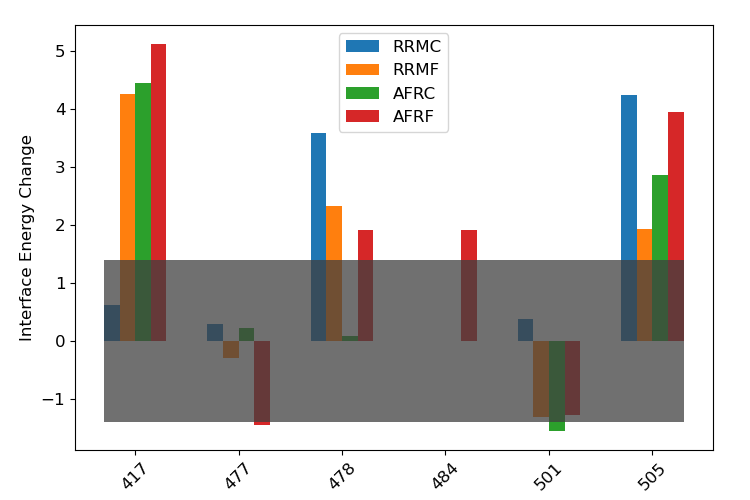 RRMC
RRMF
AFRC
AFRF
Interface Energy Change
5
4
3
2
1
0
−1
417
477
478
484
501
505